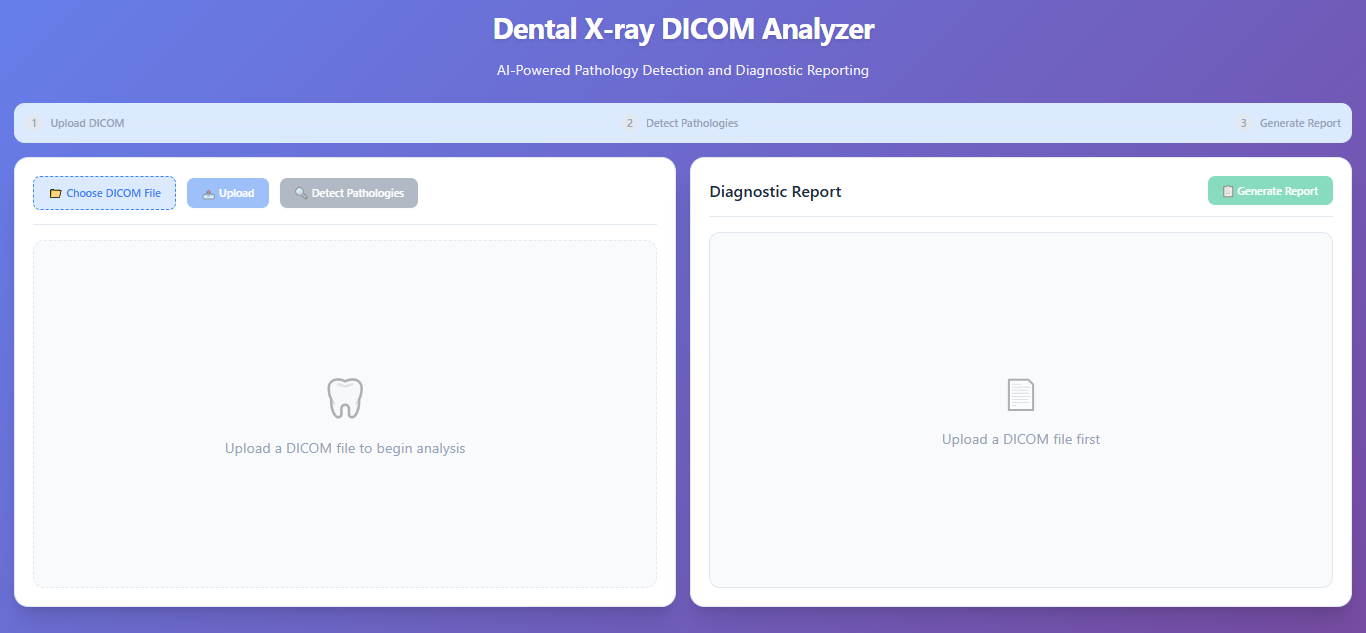 Dental X-ray DICOM Analyzer
AI-Powered Pathology Detection and Diagnostic Reporting
1 Upload DICOM
2 Detect Pathologies
3 Generate Report
Choose DICOM File
Upload
Detect Pathologies
Upload a DICOM file to begin analysis
Diagnostic Report
Generate Report
Upload a DICOM file first